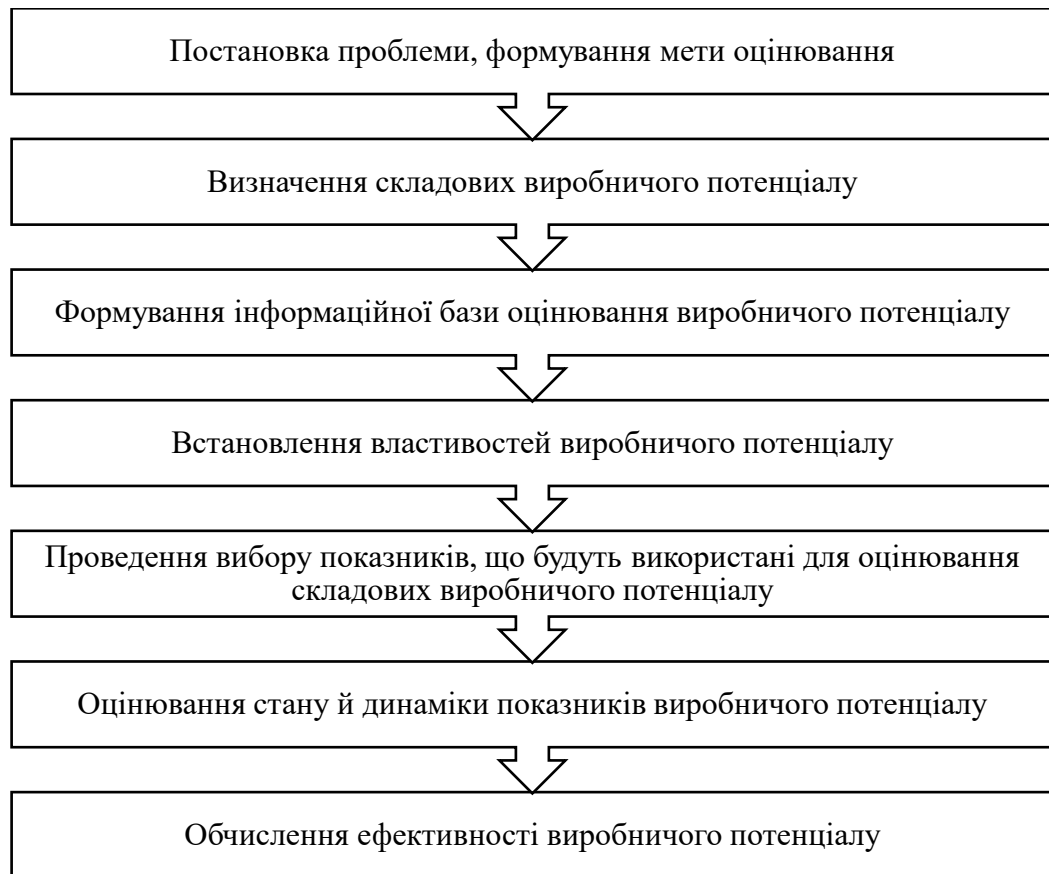 Постановка проблеми, формування мети оцінювання
Визначення складових виробничого потенціалу
Формування інформаційної бази оцінювання виробничого потенціалу
Встановлення властивостей виробничого потенціалу
Проведення вибору показників, що будуть використані для оцінювання
складових виробничого потенціалу
Оцінювання стану й динаміки показників виробничого потенціалу
Обчислення ефективності виробничого потенціалу